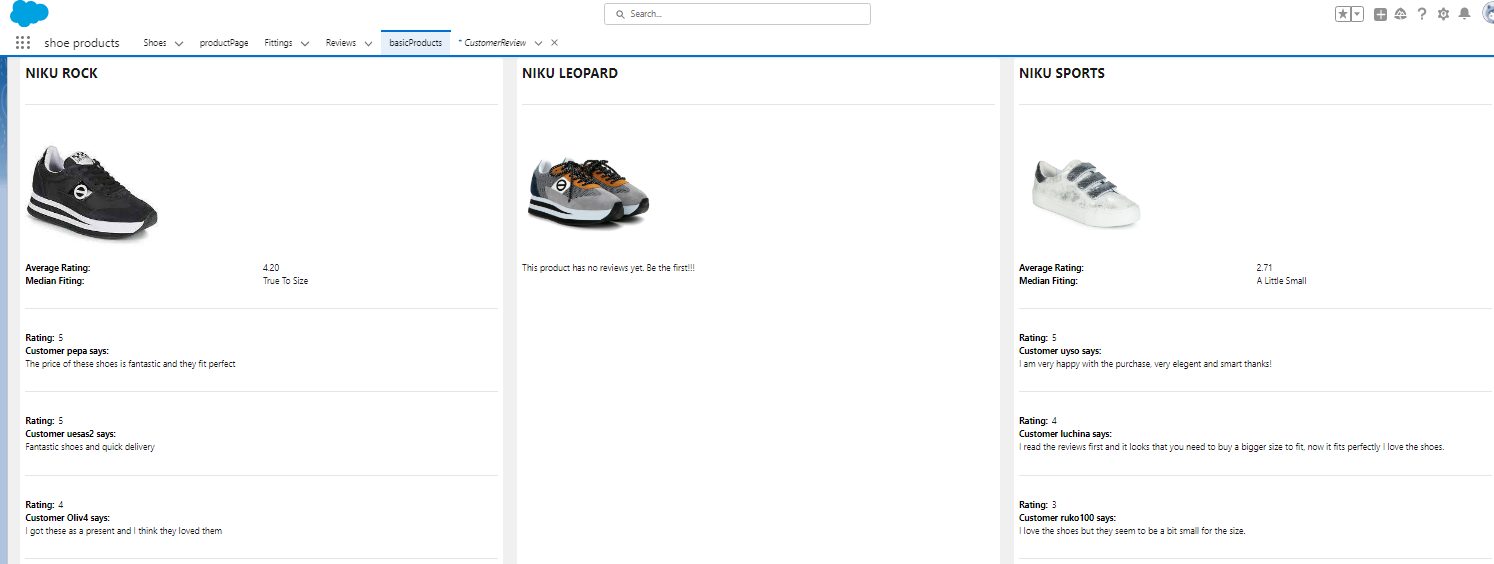 Search...
shoe products
Shoes
productPage
Fittings
Reviews
basicProducts
* CustomerReview
NIKU ROCK
Average Rating: 4.20
Median Fiting: True To Size
Rating: 5
Customer pepa says:
The price of these shoes is fantastic and they fit perfect
Rating: 5
Customer uesas2 says:
Fantastic shoes and quick delivery
Rating: 4
Customer Oliv4 says:
I got these as a present and I think they loved them
NIKU LEOPARD
This product has no reviews yet. Be the first!!!
NIKU SPORTS
Average Rating: 2.71
Median Fiting: A Little Small
Rating: 5
Customer uyso says:
I am very happy with the purchase, very elegent and smart thanks!
Rating: 4
Customer luchina says:
I read the reviews first and it looks that you need to buy a bigger size to fit, now it fits perfectly I love the shoes.
Rating: 3
Customer ruko100 says:
I love the shoes but they seem to be a bit small for the size.